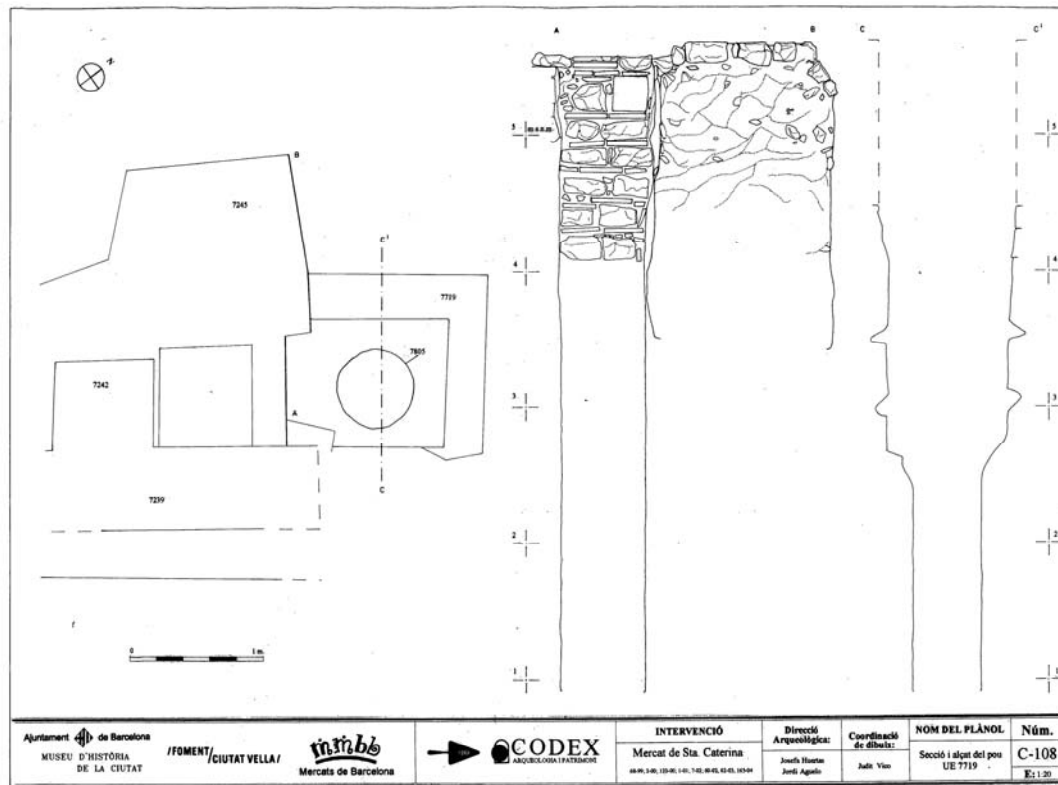 N
A
B
C
C'
B
7245
C'
7719
7805
7242
A
C
7239
5
m.s.n.m.
5
4
4
3
3
2
2
1
1
0
1 m.
Ajuntament de Barcelona
MUSEU D'HISTÒRIA
DE LA CIUTAT
/FOMENT/CIUTAT VELLA/
mmbb
Mercats de Barcelona
CODEX
ARQUEOLOGIA I PATRIMONI
INTERVENCIÓ
Mercat de Sta. Caterina
Direcció
Arqueològica:
Josefa Huertas
Jordi Aguelo
Coordinació
de dibuix:
Judit Vico
NOM DEL PLÀNOL
Secció i alçat del pou
UE 7719
Núm.
C-108
E: 1:20